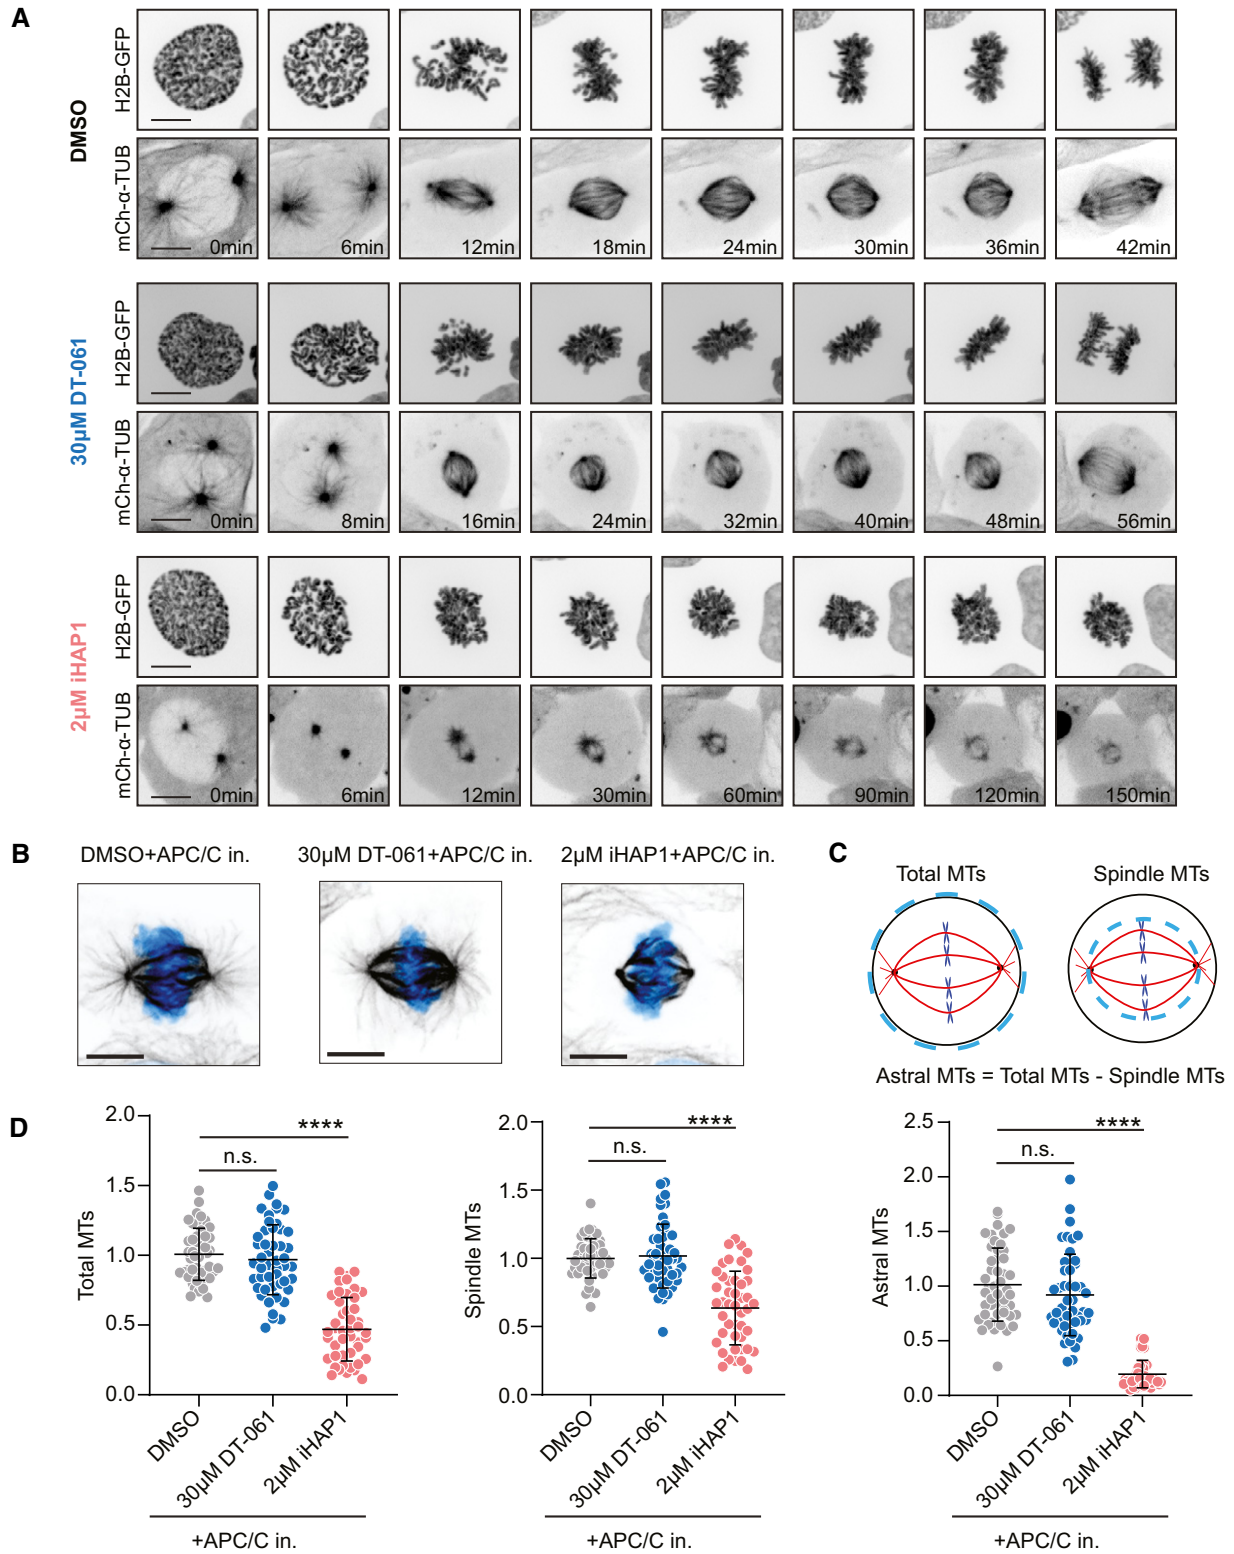 A
DMSO
H2B-GFP
mCh-α-TUB
0min 6min 12min 18min 24min 30min 36min 42min
30µM DT-061
H2B-GFP
mCh-α-TUB
0min 8min 16min 24min 32min 40min 48min 56min
2µM iHAP1
H2B-GFP
mCh-α-TUB
0min 6min 12min 30min 60min 90min 120min 150min
B
DMSO+APC/C in. 30µM DT-061+APC/C in. 2µM iHAP1+APC/C in.
C
Total MTs Spindle MTs
Astral MTs = Total MTs - Spindle MTs
D
Total MTs
2.0
1.5
1.0
0.5
0.0
n.s.
****
DMSO
30µM DT-061
2µM iHAP1
+APC/C in.
Spindle MTs
2.0
1.5
1.0
0.5
0.0
n.s.
****
DMSO
30µM DT-061
2µM iHAP1
+APC/C in.
Astral MTs
2.5
2.0
1.5
1.0
0.5
0.0
n.s.
****
DMSO
30µM DT-061
2µM iHAP1
+APC/C in.